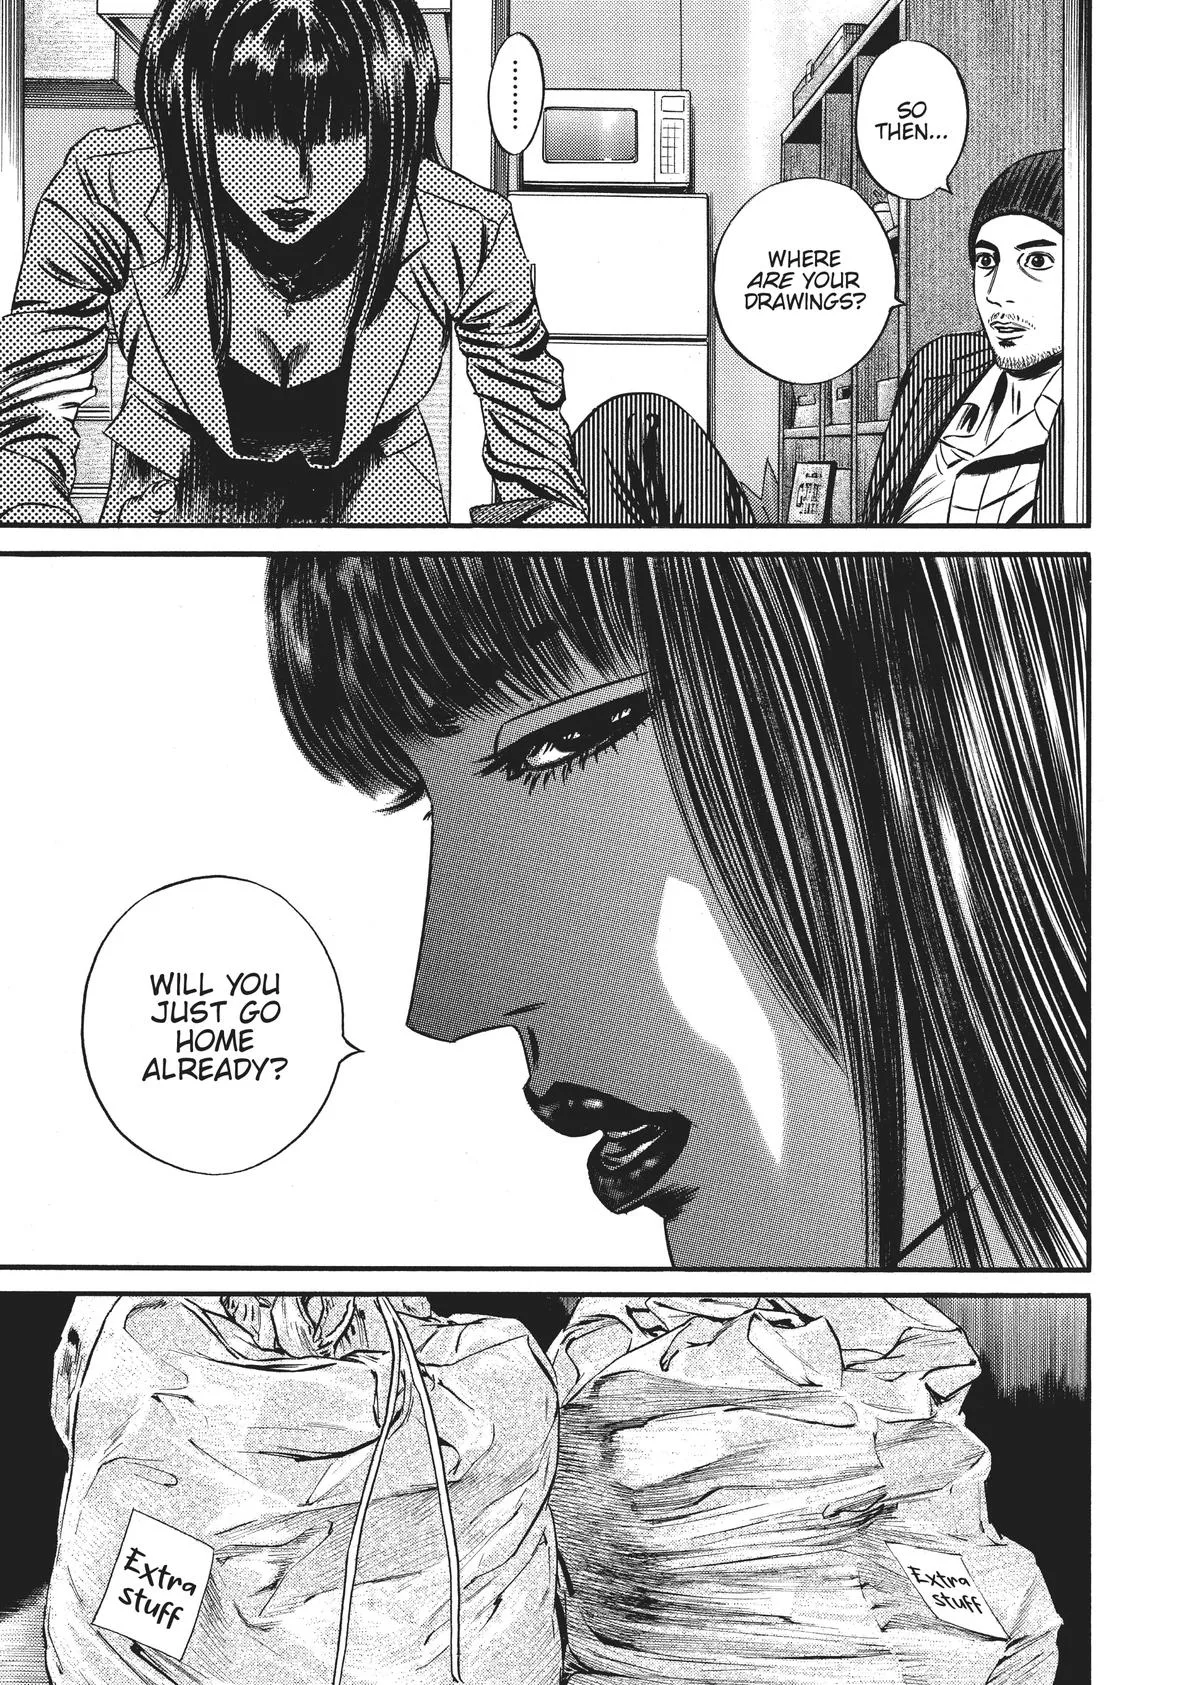 SO
THEN...
WHERE
ARE YOUR
DRAWINGS?
.........
WILL YOU
JUST GO
HOME
ALREADY?
Extra
stuff
Extra
stuff